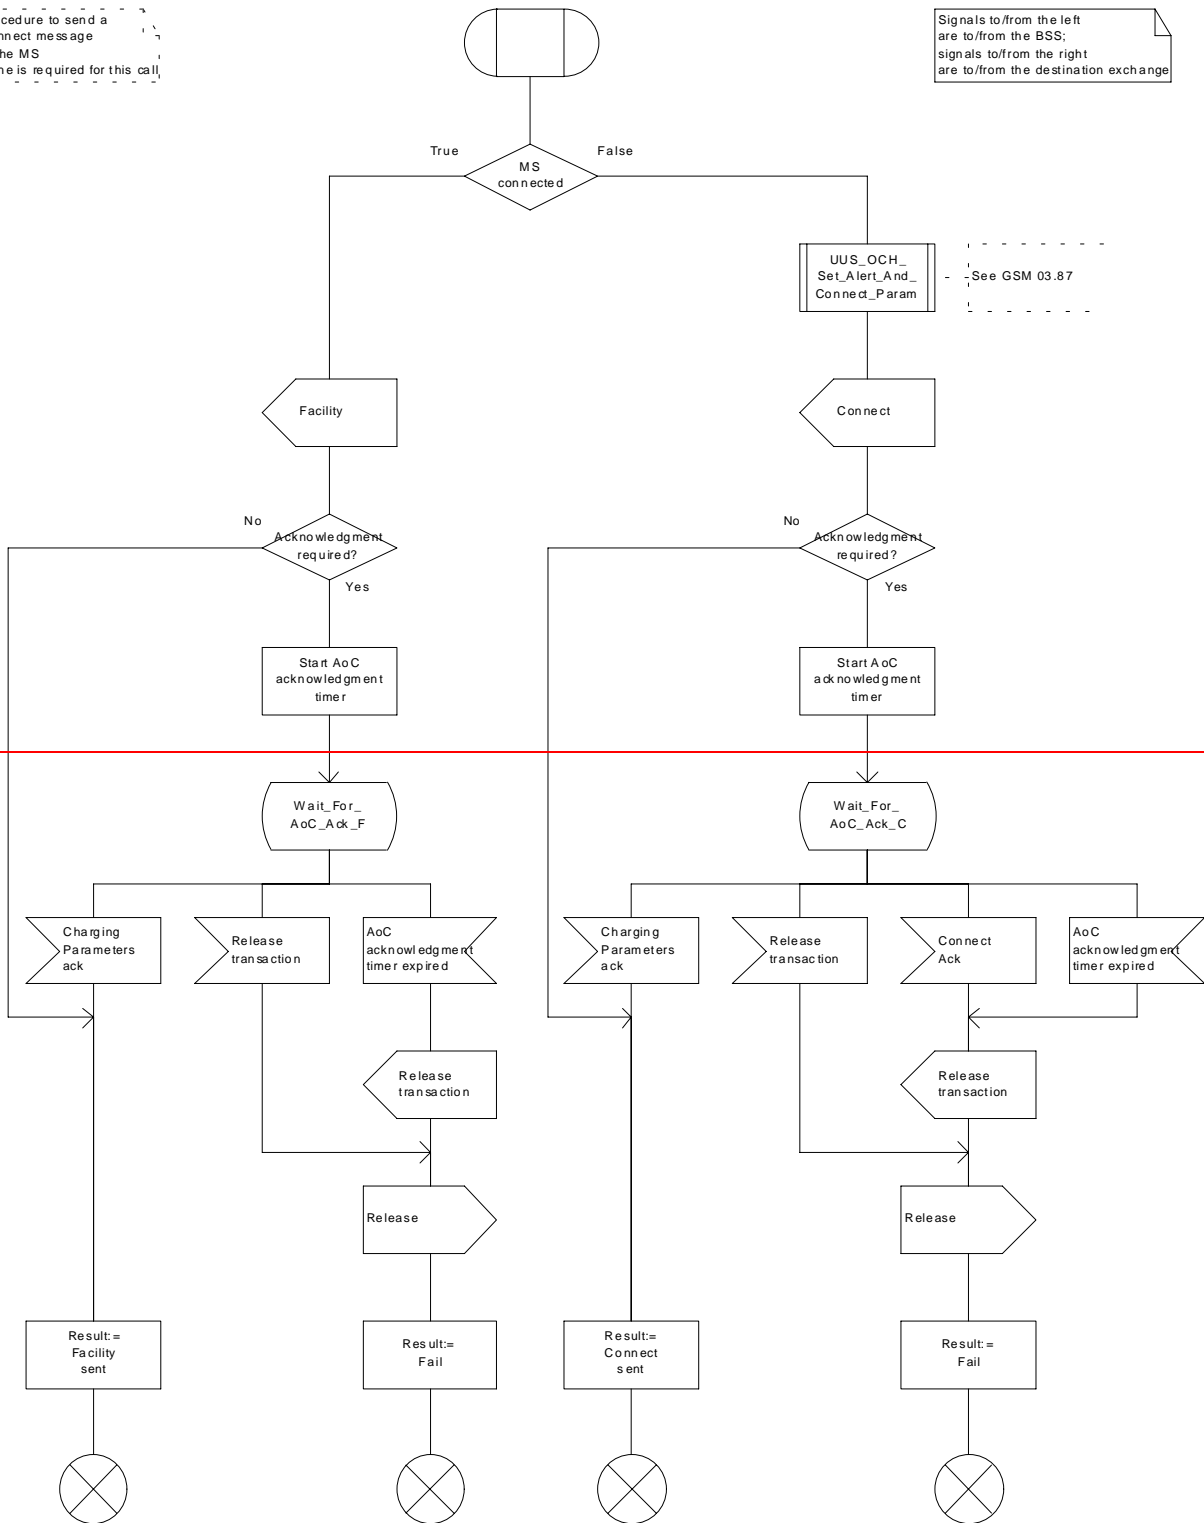 cedure to send a
nnect message
he MS
ne is required for this call
Signals to/from the left
are to/from the BSS;
signals to/from the right
are to/from the destination exchange
True
False
MS
connected
UUS_OCH_
Set_Alert_And_
Connect_Param
See GSM 03.87
Facility
Connect
No
Acknowledgment
required?
Yes
No
Acknowledgment
required?
Yes
Start AoC
acknowledgment
timer
Start AoC
acknowledgment
timer
Wait_For_
AoC_Ack_F
Wait_For_
AoC_Ack_C
Charging
Parameters
ack
Release
transaction
AoC
acknowledgment
timer expired
Charging
Parameters
ack
Release
transaction
Connect
Ack
AoC
acknowledgment
timer expired
Release
transaction
Release
transaction
Release
Release
Result:=
Facility
sent
Result:=
Fail
Result:=
Connect
sent
Result:=
Fail